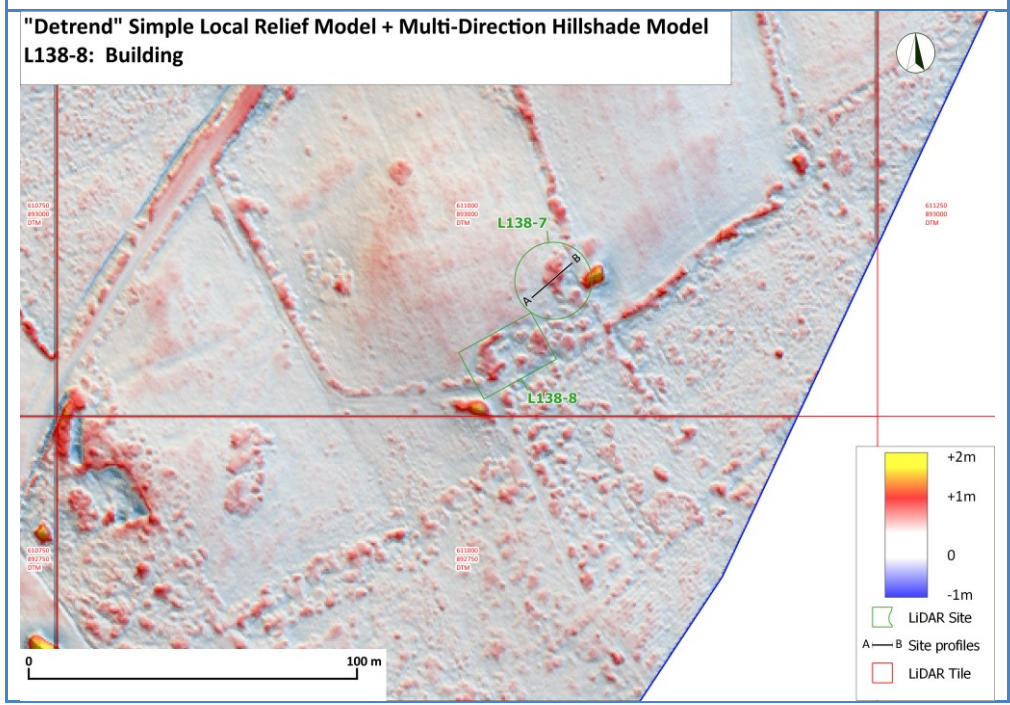 "Detrend" Simple Local Relief Model + Multi-Direction Hillshade Model
L138-8: Building
610750
893000
DTM
611000
893000
DTM
611250
893000
DTM
L138-7
A
B
L138-8
610750
892750
DTM
611000
892750
DTM
+2m
+1m
0
-1m
LiDAR Site
A B Site profiles
LiDAR Tile
0 100 m